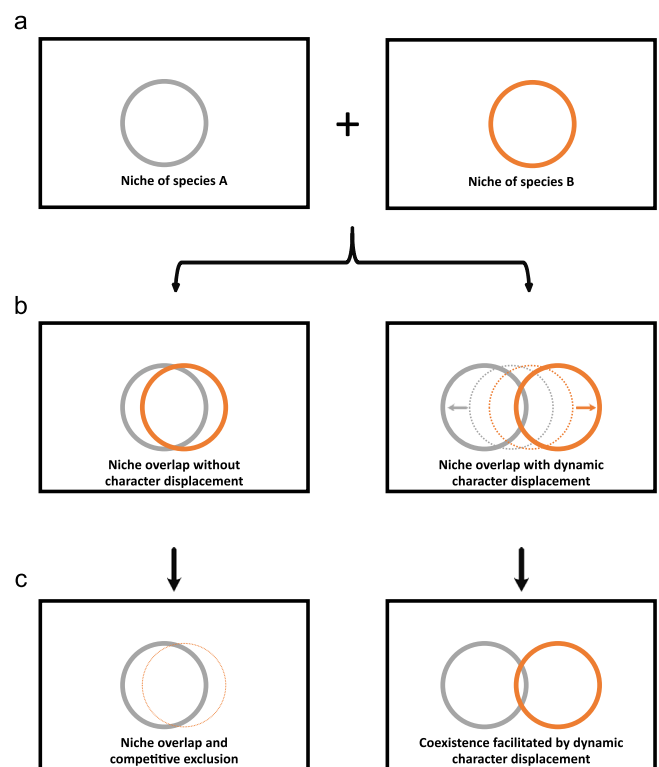 a
Niche of species A
+
Niche of species B
b
Niche overlap without
character displacement
Niche overlap with dynamic
character displacement
c
Niche overlap and
competitive exclusion
Coexistence facilitated by dynamic
character displacement